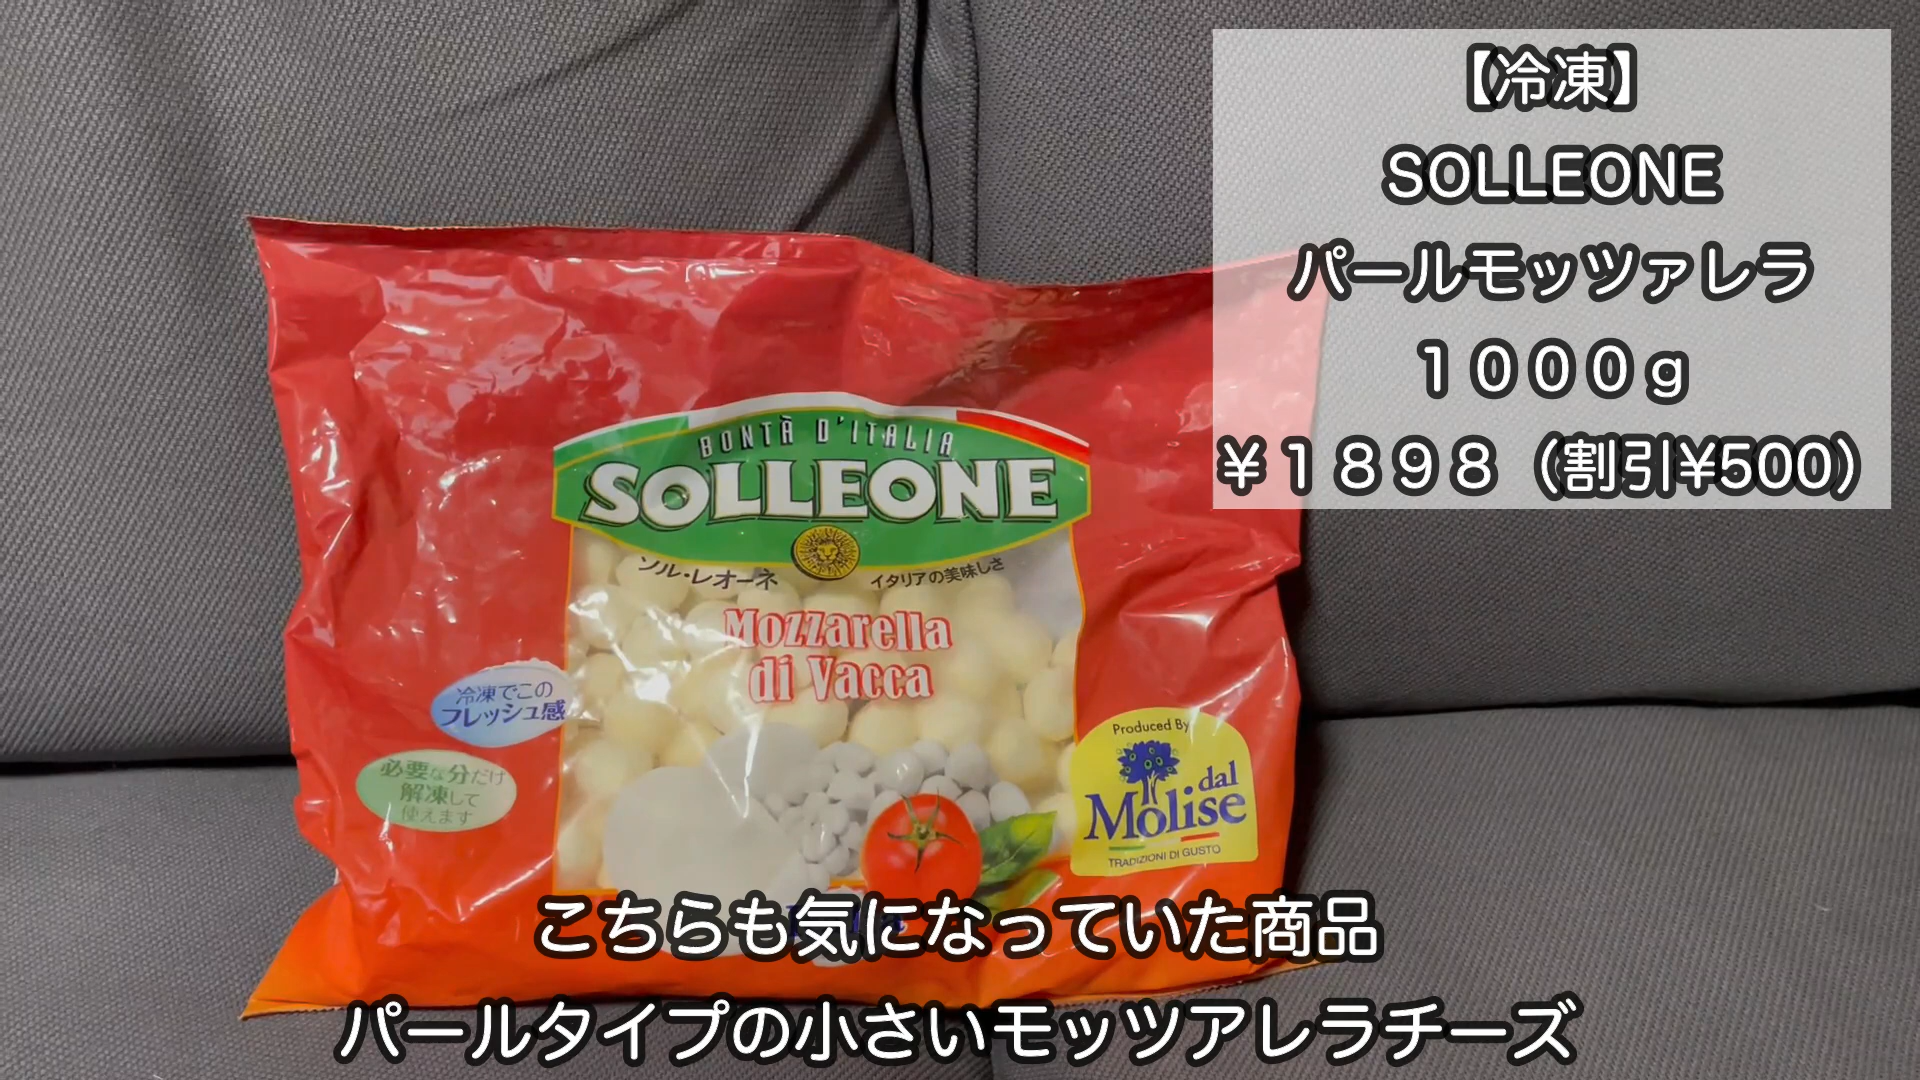 【冷凍】
SOLLEONE
パールモッツァレラ
１０００ｇ
￥１８９８（割引¥500）
BONTÀ D'ITALIA
SOLLEONE
ソル・レオーネ
イタリアの美味しさ
Mozzarella
di Vacca
冷凍でこの
フレッシュ感
必要な分だけ
解凍して
使えます
Produced By
dal
Molise
TRADIZIONI DI GUSTO
こちらも気になっていた商品
パールタイプの小さいモッツアレラチーズ